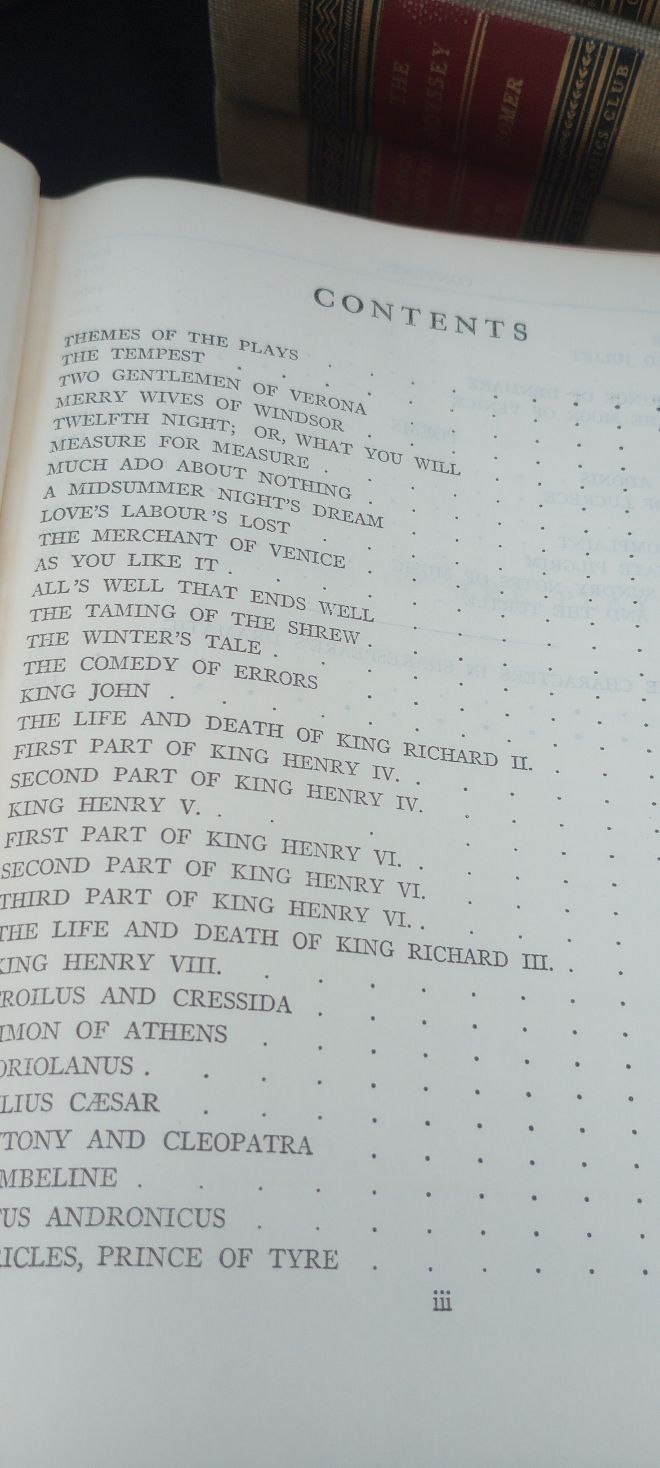 THE
ODYSSEY
HOMER
CLASSICS CLUB
CONTENTS
THEMES OF THE PLAYS
THE TEMPEST
TWO GENTLEMEN OF VERONA
MERRY WIVES OF WINDSOR
TWELFTH NIGHT; OR, WHAT YOU WILL
MEASURE FOR MEASURE
MUCH ADO ABOUT NOTHING
A MIDSUMMER NIGHT'S DREAM
LOVE'S LABOUR'S LOST
THE MERCHANT OF VENICE
AS YOU LIKE IT
ALL'S WELL THAT ENDS WELL
THE TAMING OF THE SHREW
THE WINTER'S TALE
THE COMEDY OF ERRORS
KING JOHN
THE LIFE AND DEATH OF KING RICHARD II.
FIRST PART OF KING HENRY IV.
SECOND PART OF KING HENRY IV.
KING HENRY V.
FIRST PART OF KING HENRY VI.
SECOND PART OF KING HENRY VI.
THIRD PART OF KING HENRY VI.
THE LIFE AND DEATH OF KING RICHARD III.
KING HENRY VIII.
ROILUS AND CRESSIDA
IMON OF ATHENS
ORIOLANUS
LIUS CÆSAR
TONY AND CLEOPATRA
MBELINE
US ANDRONICUS
RICLES, PRINCE OF TYRE
iii